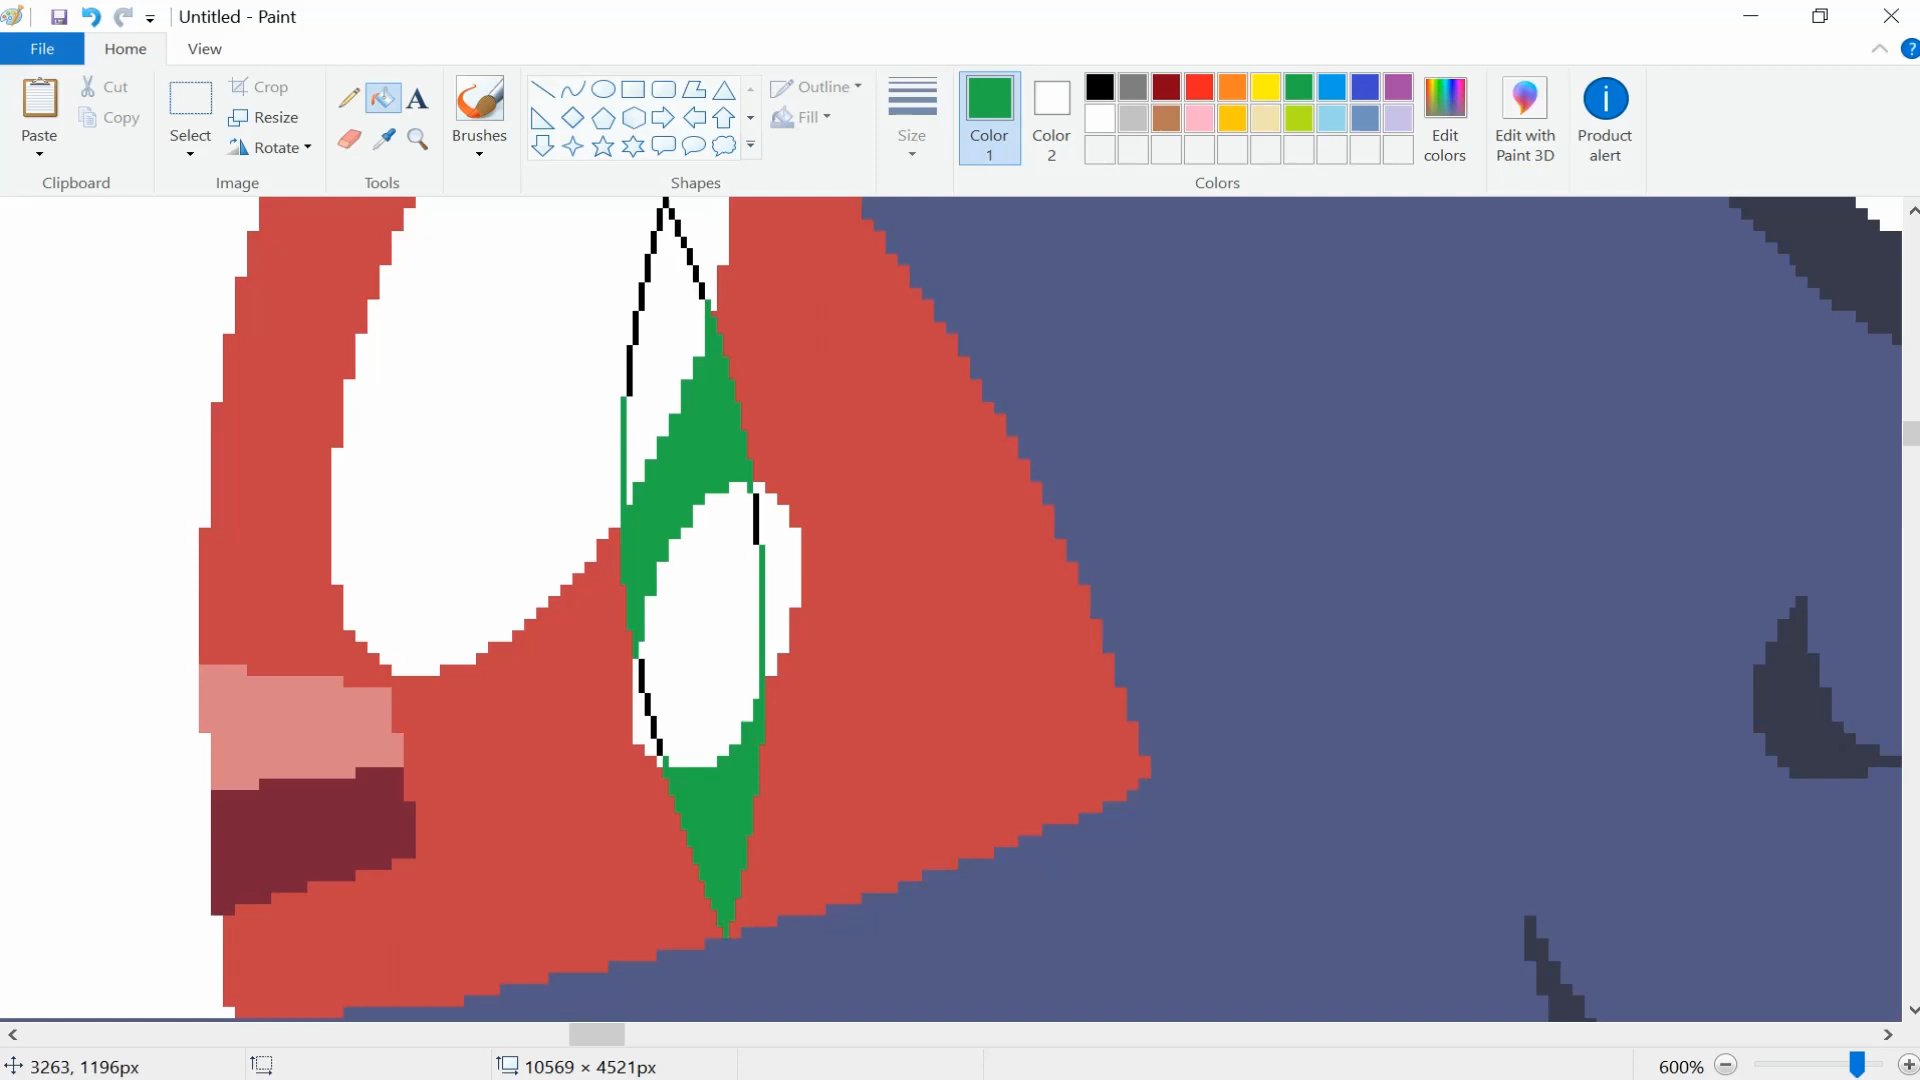 Untitled - Paint
File Home View
Paste
Cut
Copy
Clipboard
Select
Crop
Resize
Rotate
Image
A
Tools
Brushes
Outline
Fill
Shapes
Size
Color 1
Color 2
Edit colors
Colors
Edit with Paint 3D
Product alert
3263, 1196px
10569 × 4521px
600%